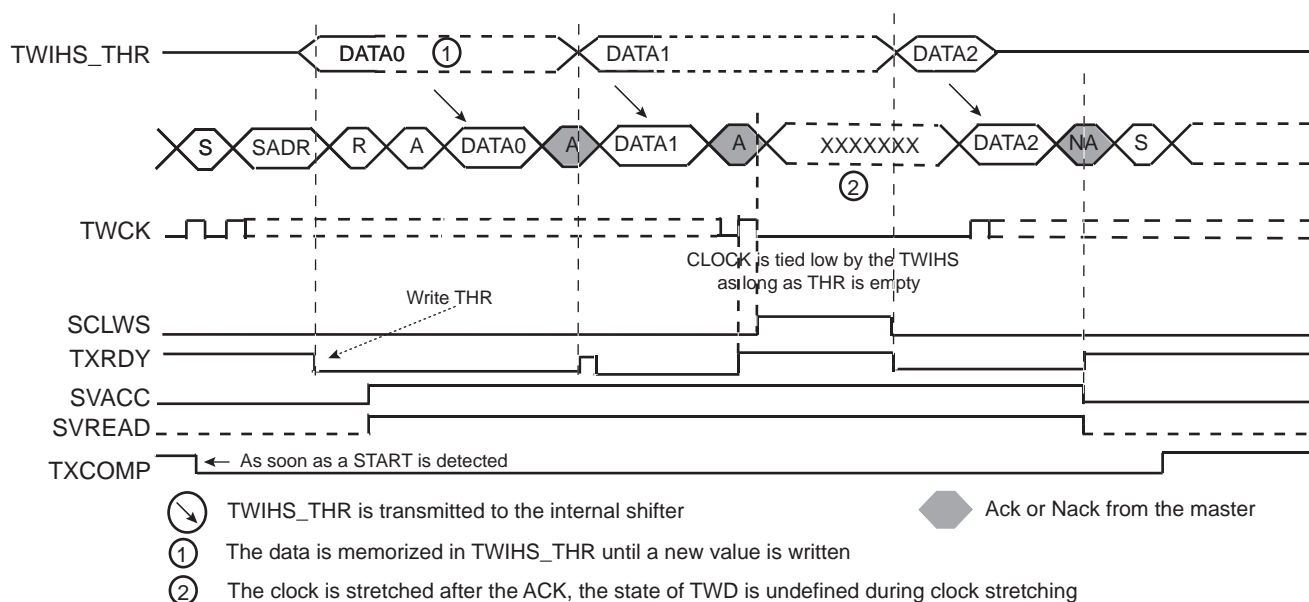 TWIHS_THR DATA0 1 DATA1 DATA2
S SADR R A DATA0 A DATA1 A XXXXXXX DATA2 NA S
2
TWCK
CLOCK is tied low by the TWIHS
as long as THR is empty
Write THR
SCLWS
TXRDY
SVACC
SVREAD
TXCOMP As soon as a START is detected
TWIHS_THR is transmitted to the internal shifter Ack or Nack from the master
1 The data is memorized in TWIHS_THR until a new value is written
2 The clock is stretched after the ACK, the state of TWD is undefined during clock stretching